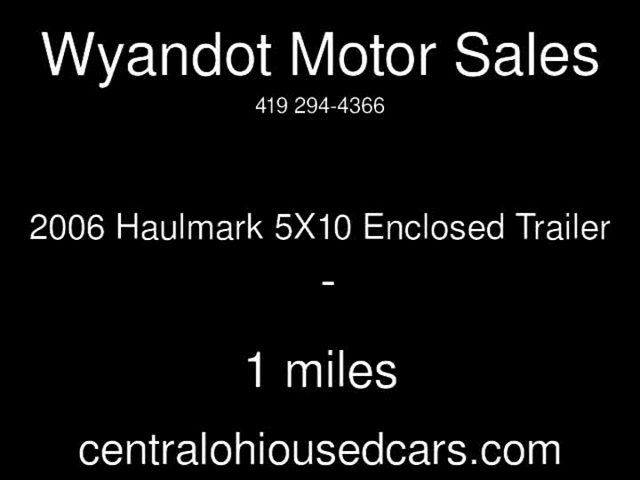 Wyandot Motor Sales
419 294-4366
2006 Haulmark 5X10 Enclosed Trailer
-
1 miles
centralohiousedcars.com